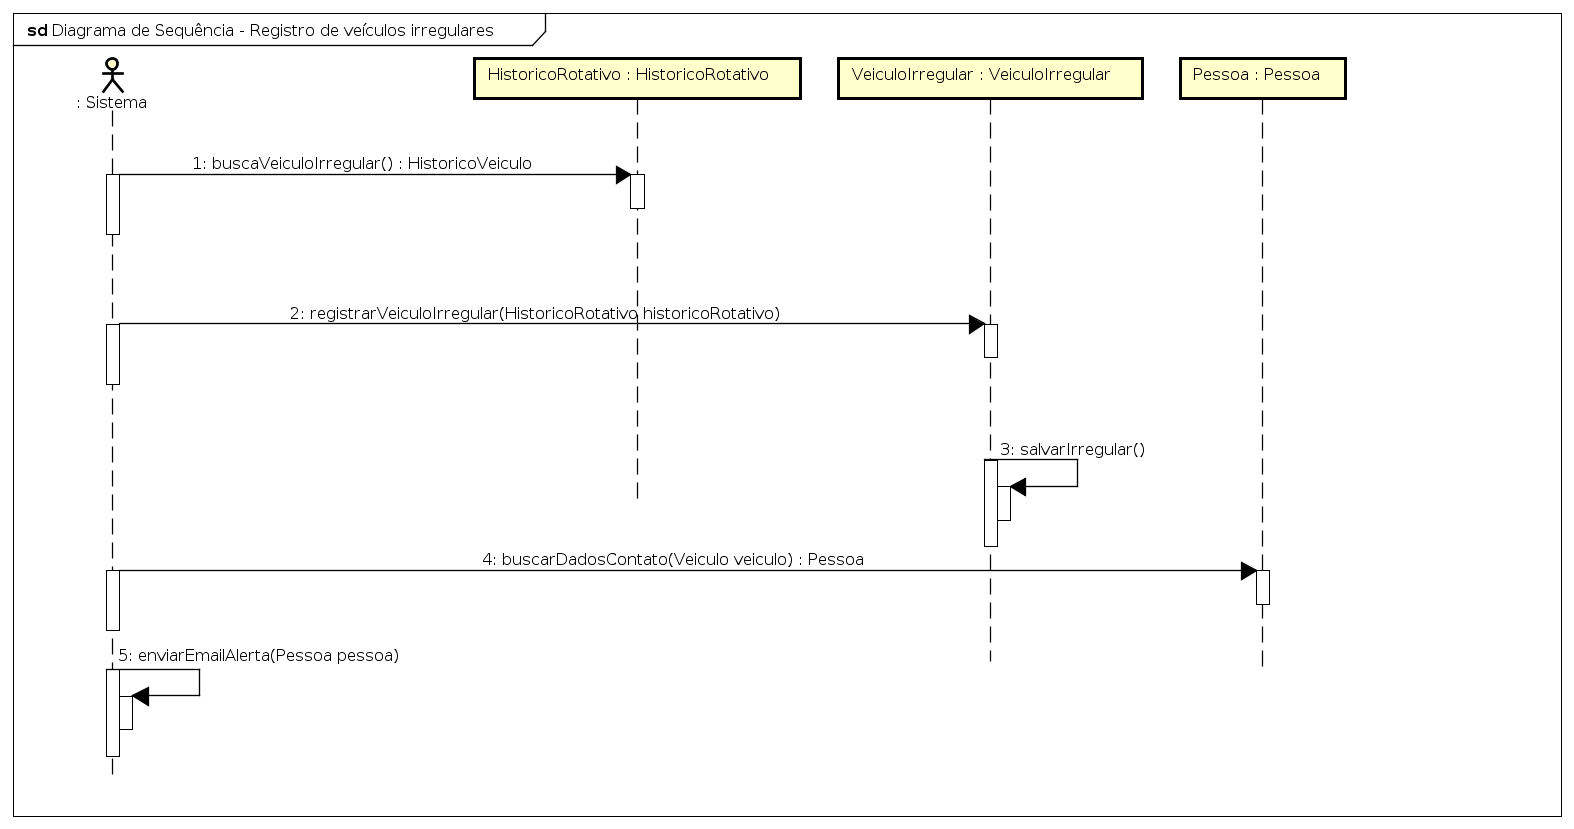 sd Diagrama de Sequência - Registro de veículos irregulares
: Sistema
HistoricoRotativo : HistoricoRotativo
VeiculoIrregular : VeiculoIrregular
Pessoa : Pessoa
1: buscaVeiculoIrregular() : HistoricoVeiculo
2: registrarVeiculoIrregular(HistoricoRotativo historicoRotativo)
3: salvarIrregular()
4: buscarDadosContato(Veiculo veiculo) : Pessoa
5: enviarEmailAlerta(Pessoa pessoa)